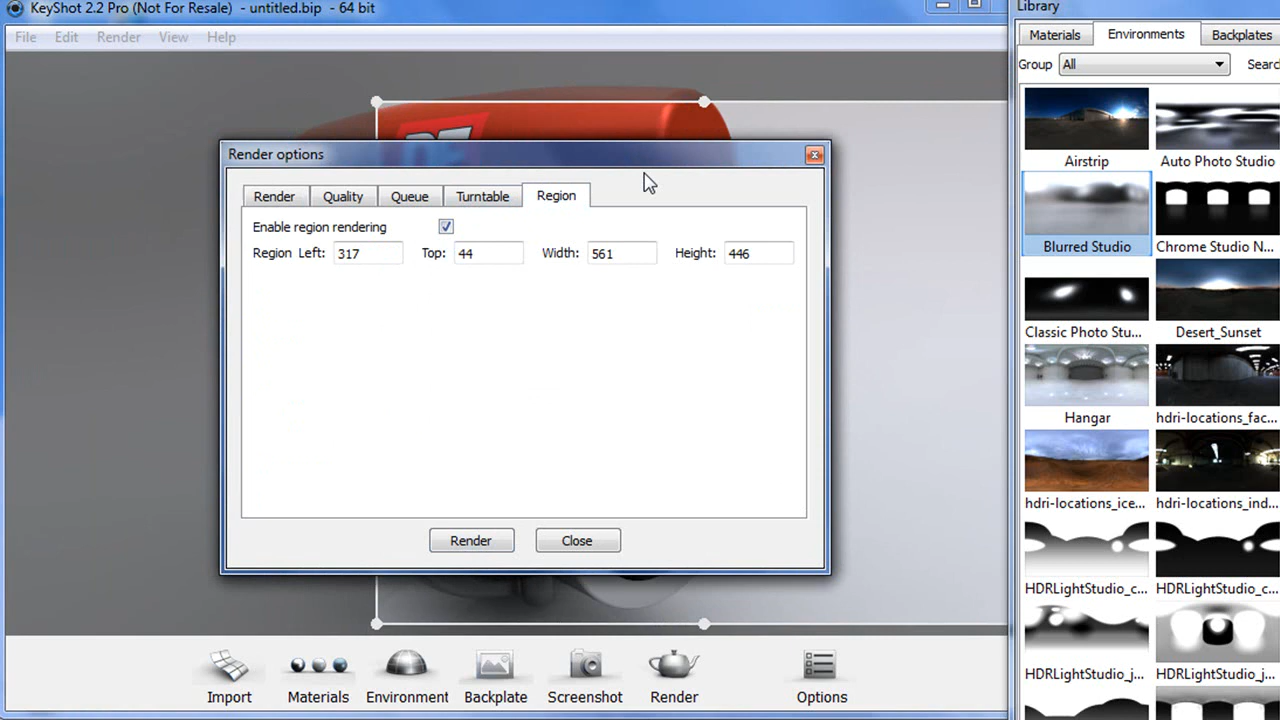 KeyShot 2.2 Pro (Not For Resale) - untitled.bip - 64 bit
File Edit Render View Help
Library
Materials Environments Backplates
Group All Searc
Airstrip Auto Photo Studio
Blurred Studio Chrome Studio N...
Classic Photo Stu... Desert_Sunset
Hangar hdri-locations_fac...
hdri-locations_ice... hdri-locations_ind...
HDRLightStudio_c... HDRLightStudio_c...
HDRLightStudio_j... HDRLightStudio_j...
Render options
Render Quality Queue Turntable Region
Enable region rendering
Region Left: 317 Top: 44 Width: 561 Height: 446
Render Close
Import Materials Environment Backplate Screenshot Render Options